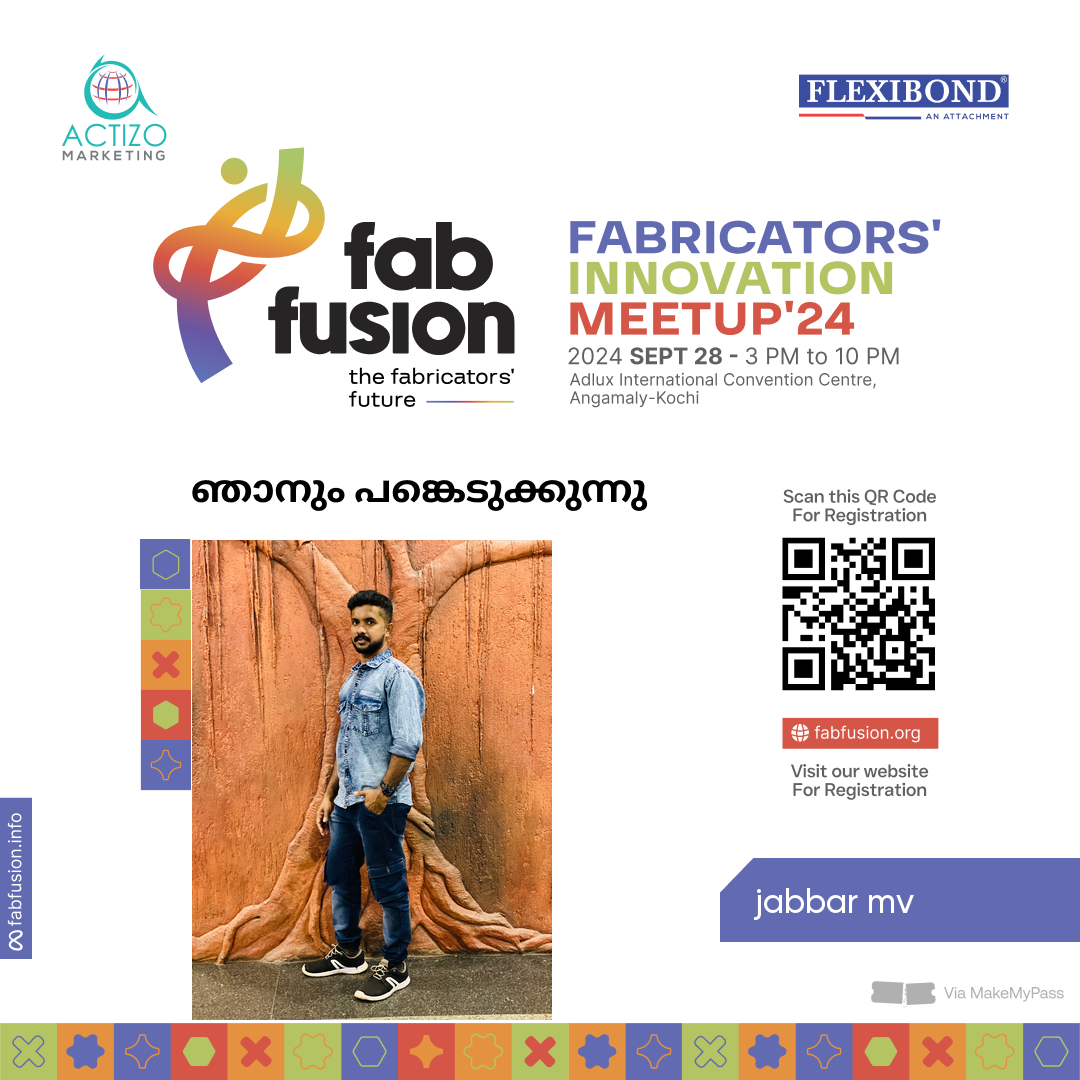 ACTIZO
MARKETING
FLEXIBOND®
AN ATTACHMENT
fab
fusion
the fabricators'
future
FABRICATORS'
INNOVATION
MEETUP'24
2024 SEPT 28 - 3 PM to 10 PM
Adlux International Convention Centre,
Angamaly-Kochi
ഞാനും പങ്കെടുക്കുന്നു
Scan this QR Code
For Registration
fabfusion.org
Visit our website
For Registration
fabfusion.info
jabbar mv
Via MakeMyPass